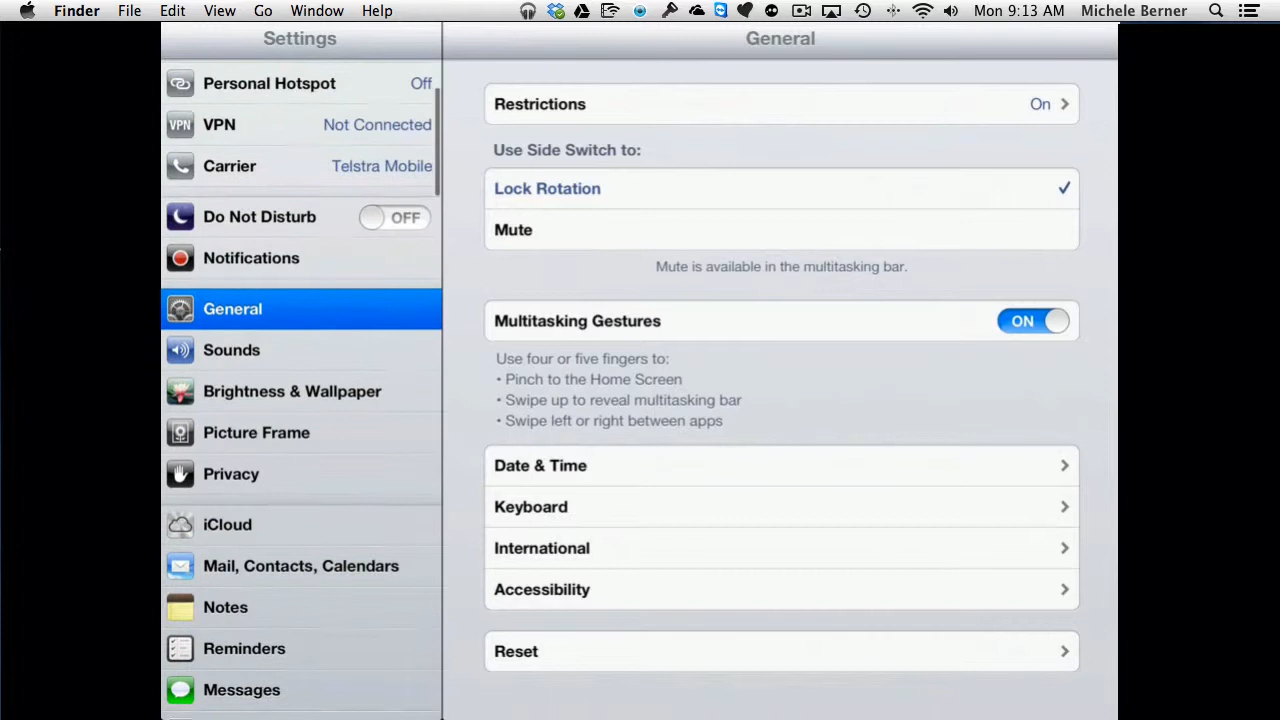 Finder File Edit View Go Window Help Mon 9:13 AM Michele Berner
Settings
Personal Hotspot Off
VPN VPN Not Connected
Carrier Telstra Mobile
Do Not Disturb OFF
Notifications
General
Sounds
Brightness & Wallpaper
Picture Frame
Privacy
iCloud
Mail, Contacts, Calendars
Notes
Reminders
Messages
General
Restrictions On
Use Side Switch to:
Lock Rotation
Mute
Mute is available in the multitasking bar.
Multitasking Gestures ON
Use four or five fingers to:
• Pinch to the Home Screen
• Swipe up to reveal multitasking bar
• Swipe left or right between apps
Date & Time
Keyboard
International
Accessibility
Reset